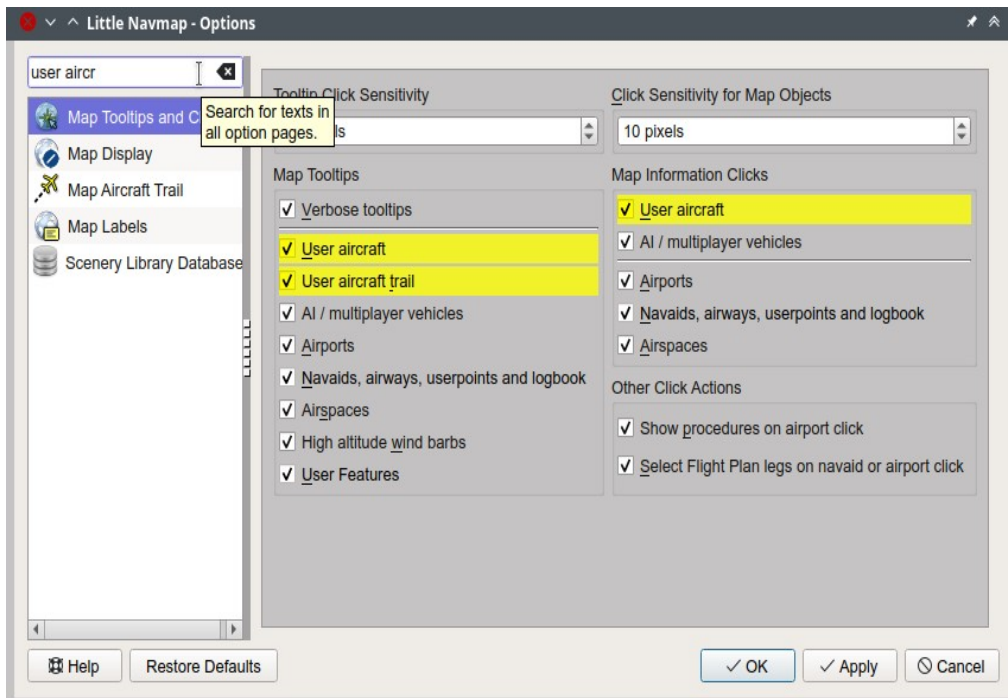 Little Navmap - Options
user aircr
Search for texts in
all option pages.
Map Tooltips and C
Map Display
Map Aircraft Trail
Map Labels
Scenery Library Database
Tooltip Click Sensitivity
ls
Map Tooltips
Verbose tooltips
User aircraft
User aircraft trail
AI / multiplayer vehicles
Airports
Navaids, airways, userpoints and logbook
Airspaces
High altitude wind barbs
User Features
Click Sensitivity for Map Objects
10 pixels
Map Information Clicks
User aircraft
AI / multiplayer vehicles
Airports
Navaids, airways, userpoints and logbook
Airspaces
Other Click Actions
Show procedures on airport click
Select Flight Plan legs on navaid or airport click
Help
Restore Defaults
OK
Apply
Cancel